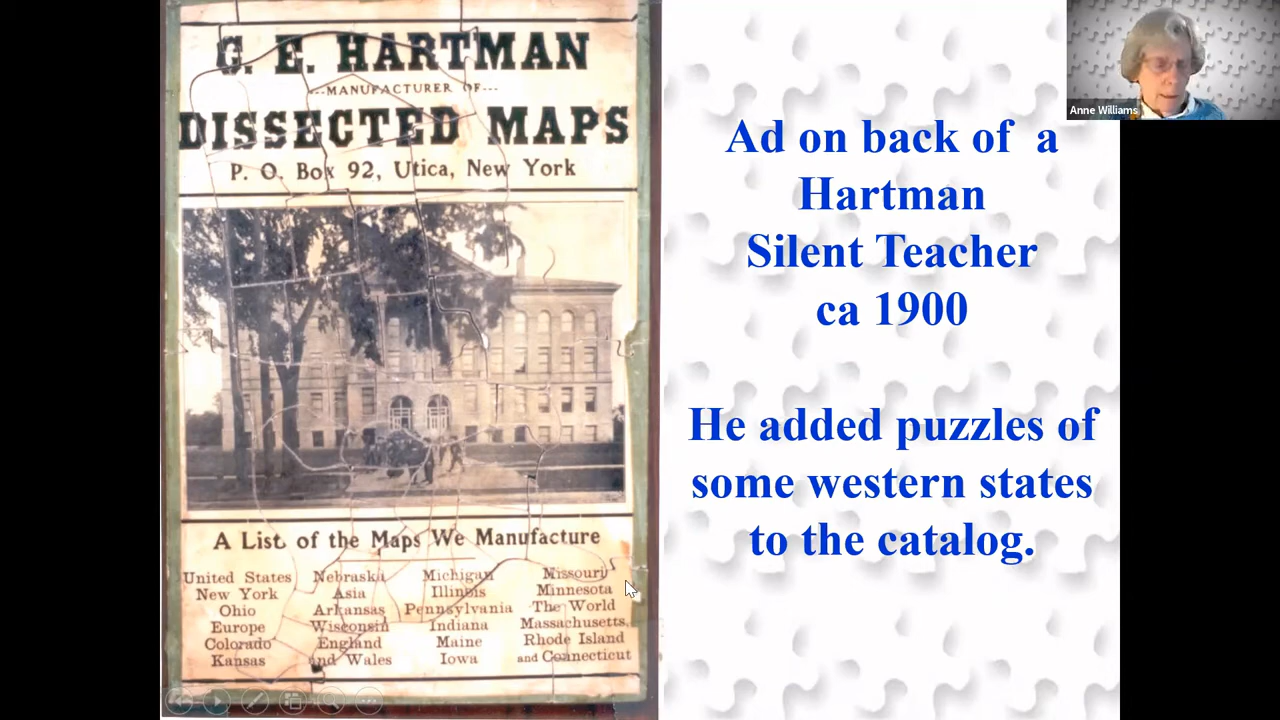 G. E. HARTMAN
---MANUFACTURER OF---
DISSECTED MAPS
P. O. Box 92, Utica, New York
A List of the Maps We Manufacture
United States Nebraska Michigan Missouri
New York Asia Illinois Minnesota
Ohio Arkansas Pennsylvania The World
Europe Wisconsin Indiana Massachusetts,
Colorado England Maine Rhode Island
Kansas and Wales Iowa and Connecticut
Ad on back of a
Hartman
Silent Teacher
ca 1900
He added puzzles of
some western states
to the catalog.
Anne Williams